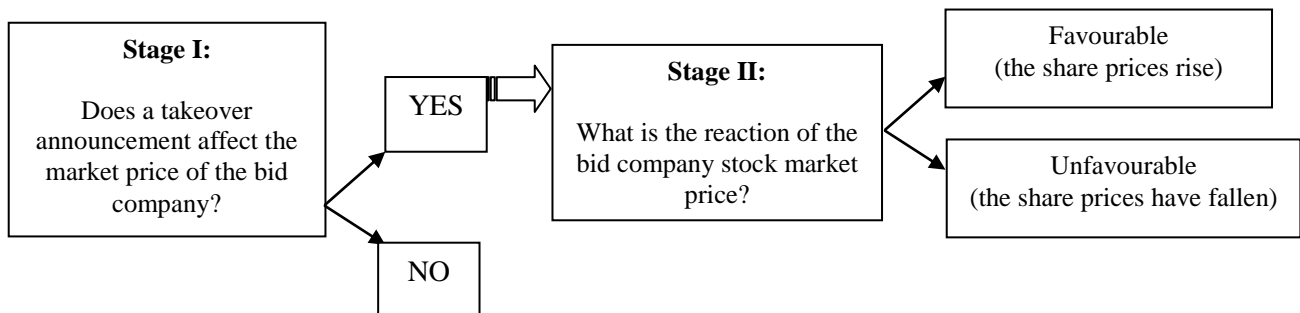 Stage I:
Does a takeover
announcement affect the
market price of the bid
company?
YES
NO
Stage II:
What is the reaction of the
bid company stock market
price?
Favourable
(the share prices rise)
Unfavourable
(the share prices have fallen)